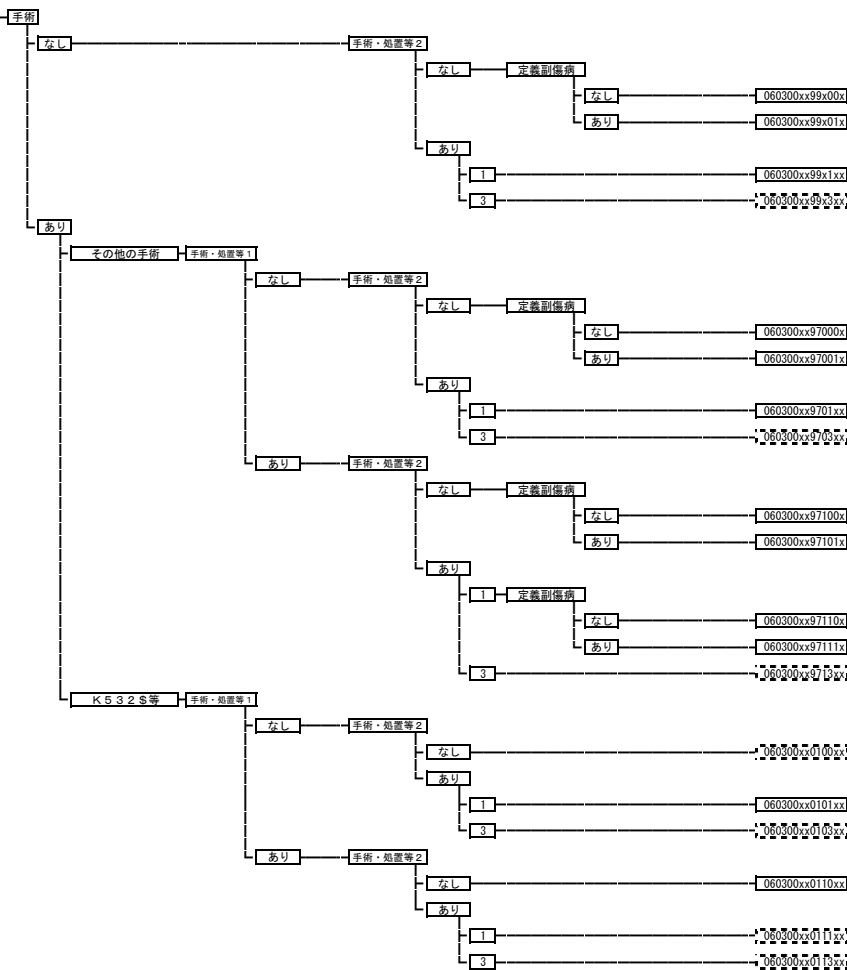 手術
なし 手術・処置等２
なし 定義副傷病
なし 060300xx99x00x
あり 060300xx99x01x
あり
1 060300xx99x1xx
3 060300xx99x3xx
あり
その他の手術 手術・処置等１
なし 手術・処置等２
なし 定義副傷病
なし 060300xx97000x
あり 060300xx97001x
あり
1 060300xx9701xx
3 060300xx9703xx
あり 手術・処置等２
なし 定義副傷病
なし 060300xx97100x
あり 060300xx97101x
あり
1 定義副傷病
なし 060300xx97110x
あり 060300xx97111x
3 060300xx9713xx
Ｋ５３２＄等 手術・処置等１
なし 手術・処置等２
なし 060300xx0100xx
あり
1 060300xx0101xx
3 060300xx0103xx
あり 手術・処置等２
なし 060300xx0110xx
あり
1 060300xx0111xx
3 060300xx0113xx